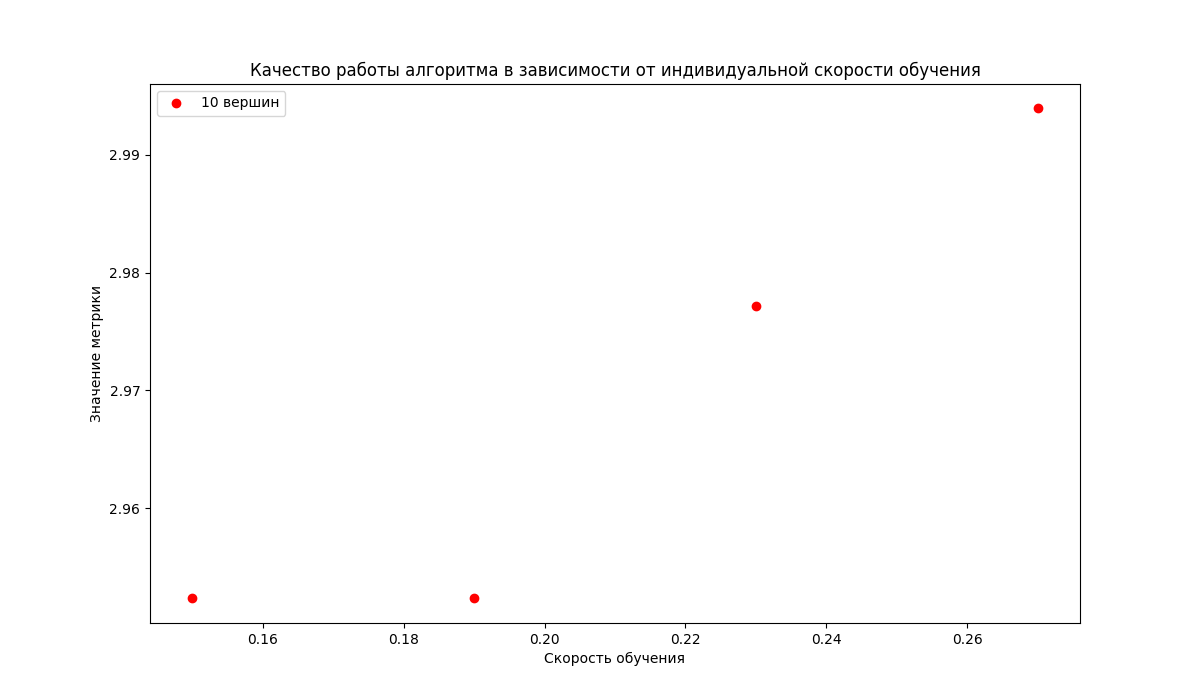 Качество работы алгоритма в зависимости от индивидуальной скорости обучения
10 вершин
2.99
2.98
2.97
2.96
Значение метрики
0.16 0.18 0.20 0.22 0.24 0.26
Скорость обучения